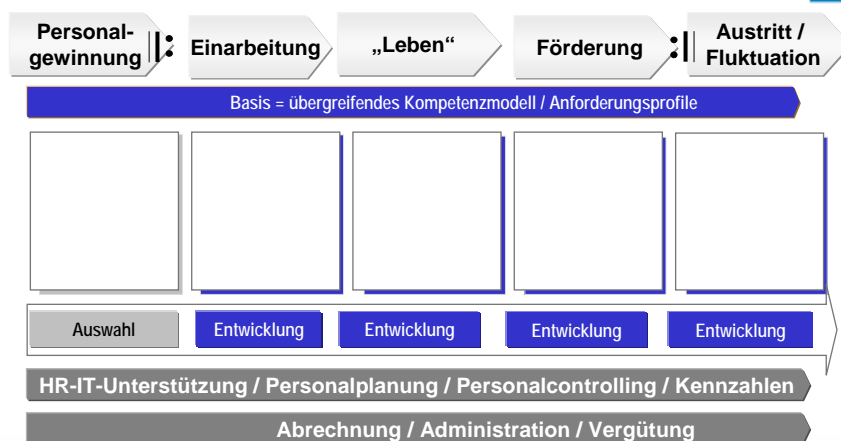 Personal-
gewinnung
Einarbeitung
„Leben“
Förderung
Austritt /
Fluktuation
Basis = übergreifendes Kompetenzmodell / Anforderungsprofile
Auswahl
Entwicklung
Entwicklung
Entwicklung
Entwicklung
HR-IT-Unterstützung / Personalplanung / Personalcontrolling / Kennzahlen
Abrechnung / Administration / Vergütung